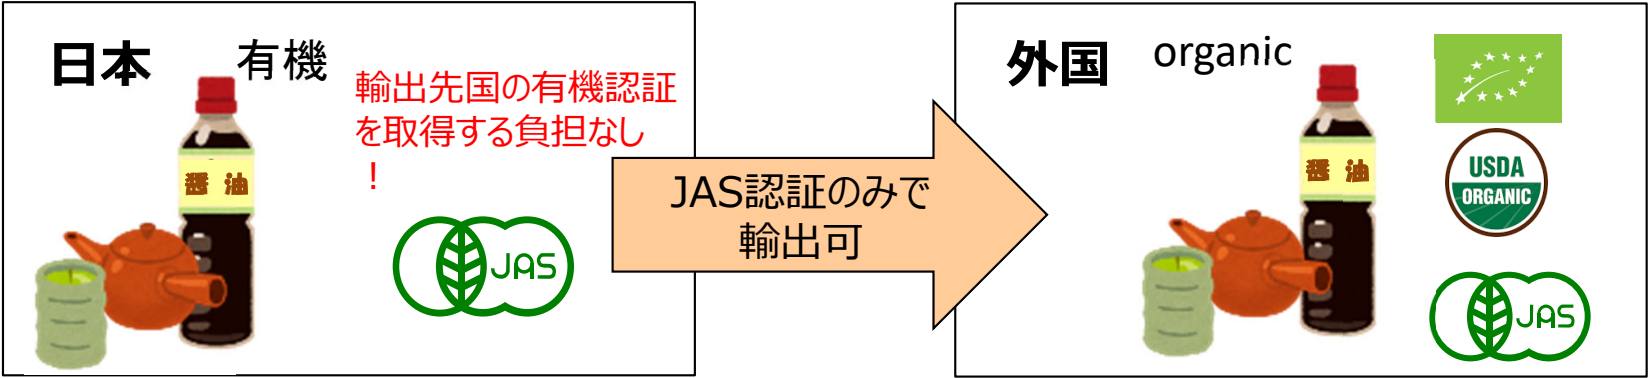 日本
有機
輸出先国の有機認証
を取得する負担なし
！
醤油
JAS
JAS認証のみで
輸出可
外国
organic
醤油
USDA
ORGANIC
JAS